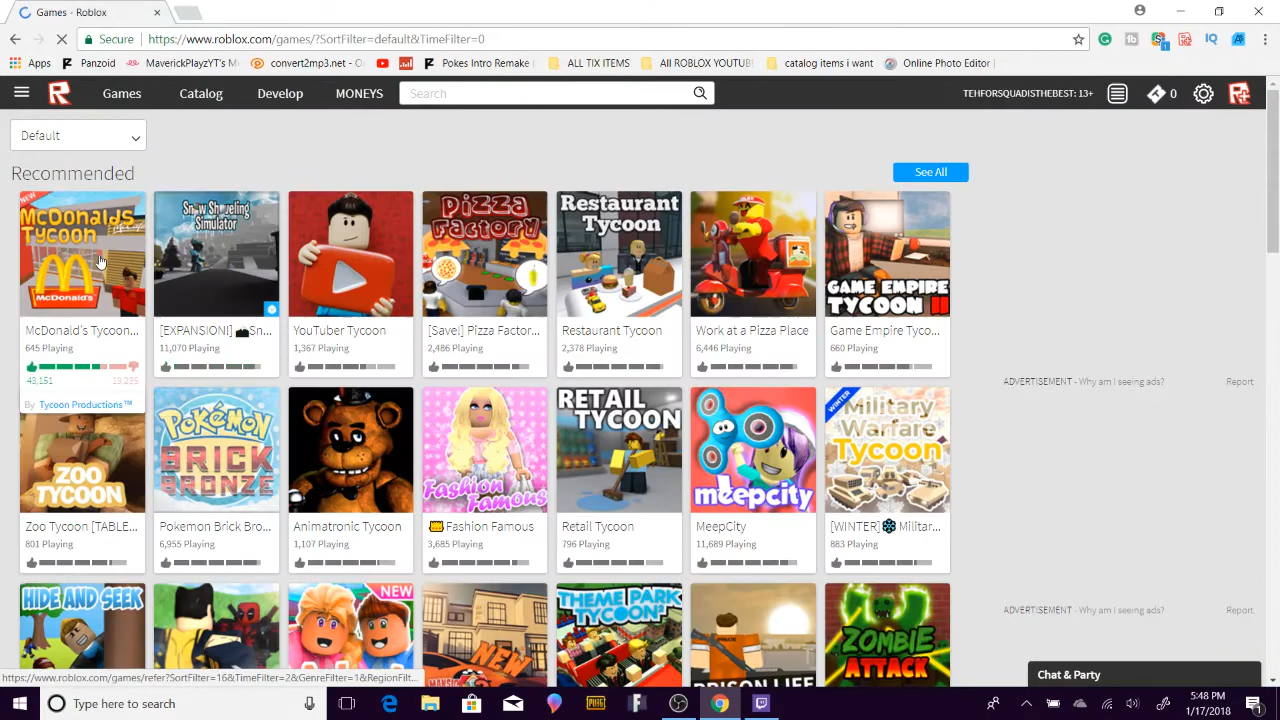 Games - Roblox
Secure
https://www.roblox.com/games/?SortFilter=default&TimeFilter=0
Apps
Panzoid
MaverickPlayzYT's M
convert2mp3.net - On
Pokes Intro Remake
ALL TIX ITEMS
All ROBLOX YOUTUB
catalog items i want
Online Photo Editor
Games
Catalog
Develop
MONEYS
Search
TEHFORSQUADISTHEBEST: 13+
0
Default
Recommended
See All
NEW
McDonalds
Tycoon
McDonald's
Snow Shoveling
Simulator
Pizza
Factory
Restaurant
Tycoon
GAME EMPIRE
TYCOON II
McDonald's Tycoon...
[EXPANSION!] Sn...
YouTuber Tycoon
[Save!] Pizza Factor...
Restaurant Tycoon
Work at a Pizza Place
Game Empire Tyco...
645 Playing
11,070 Playing
1,367 Playing
2,486 Playing
2,378 Playing
6,446 Playing
660 Playing
43,151
19,235
By Tycoon Productions™
ADVERTISEMENT - Why am I seeing ads?
Report
ZOO
TYCOON
POKéMON
BRICK
BRONZE
Fashion
Famous
RETAIL
TYCOON
meepcity
WINTER
Military
Warfare
Tycoon
Zoo Tycoon [TABLE...
Pokemon Brick Bro...
Animatronic Tycoon
Fashion Famous
Retail Tycoon
MeepCity
[WINTER] Militar...
801 Playing
6,955 Playing
1,107 Playing
3,685 Playing
796 Playing
11,689 Playing
883 Playing
HIDE AND SEEK
NEW
NEW
THEME PARK
TYCOON 2
PRISON LIFE
ZOMBIE
ATTACK
ADVERTISEMENT - Why am I seeing ads?
Report
https://www.roblox.com/games/refer?SortFilter=16&TimeFilter=2&GenreFilter=1&RegionFilt...
Chat & Party
Type here to search
5:48 PM
1/17/2018